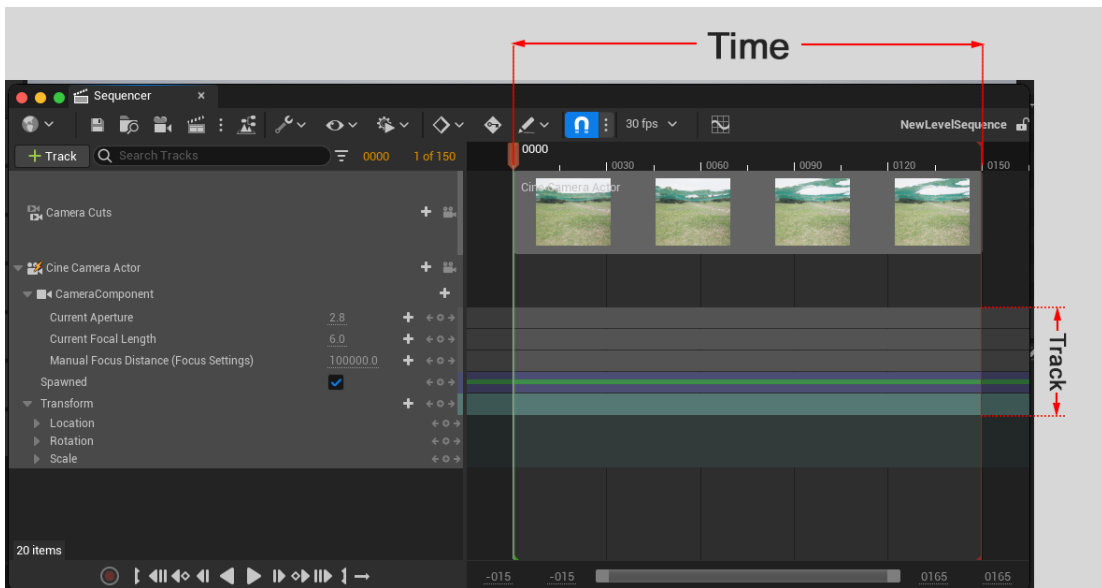 Time
Sequencer ×
30 fps NewLevelSequence
+ Track Search Tracks 0000 1 of 150
0000
0030 0060 0090 0120 0150
Camera Cuts
Cine Camera Actor
Cine Camera Actor
CameraComponent
Current Aperture 2.8
Current Focal Length 6.0
Manual Focus Distance (Focus Settings) 100000.0
Spawned
Transform
Location
Rotation
Scale
Track
20 items
-015 -015 0165 0165